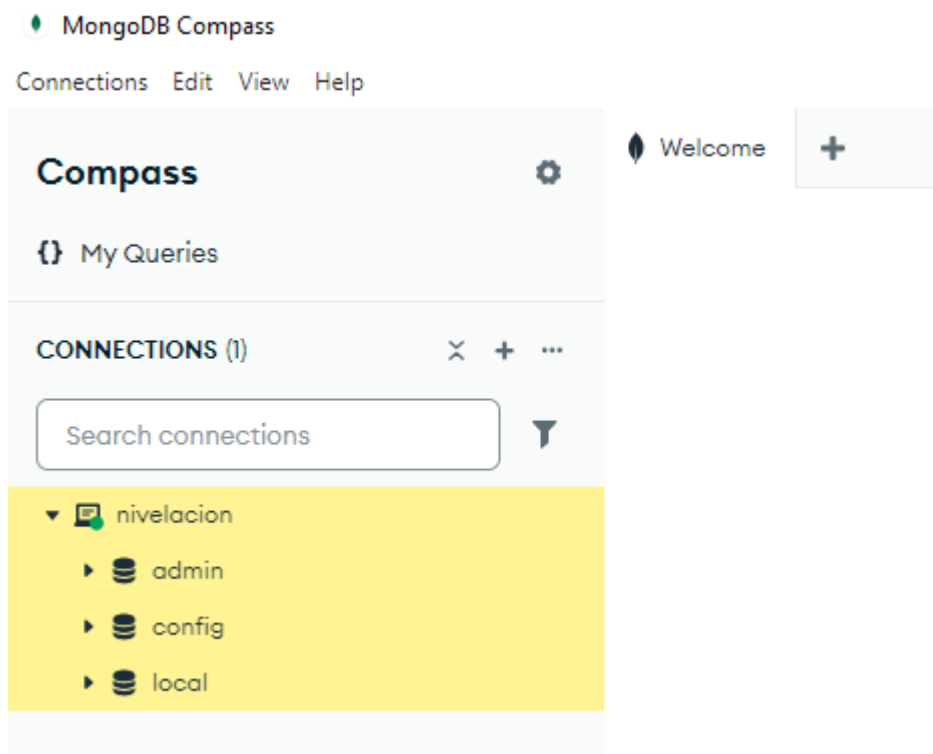 MongoDB Compass
Connections Edit View Help
Compass
Welcome
{} My Queries
CONNECTIONS (1)
Search connections
nivelacion
admin
config
local